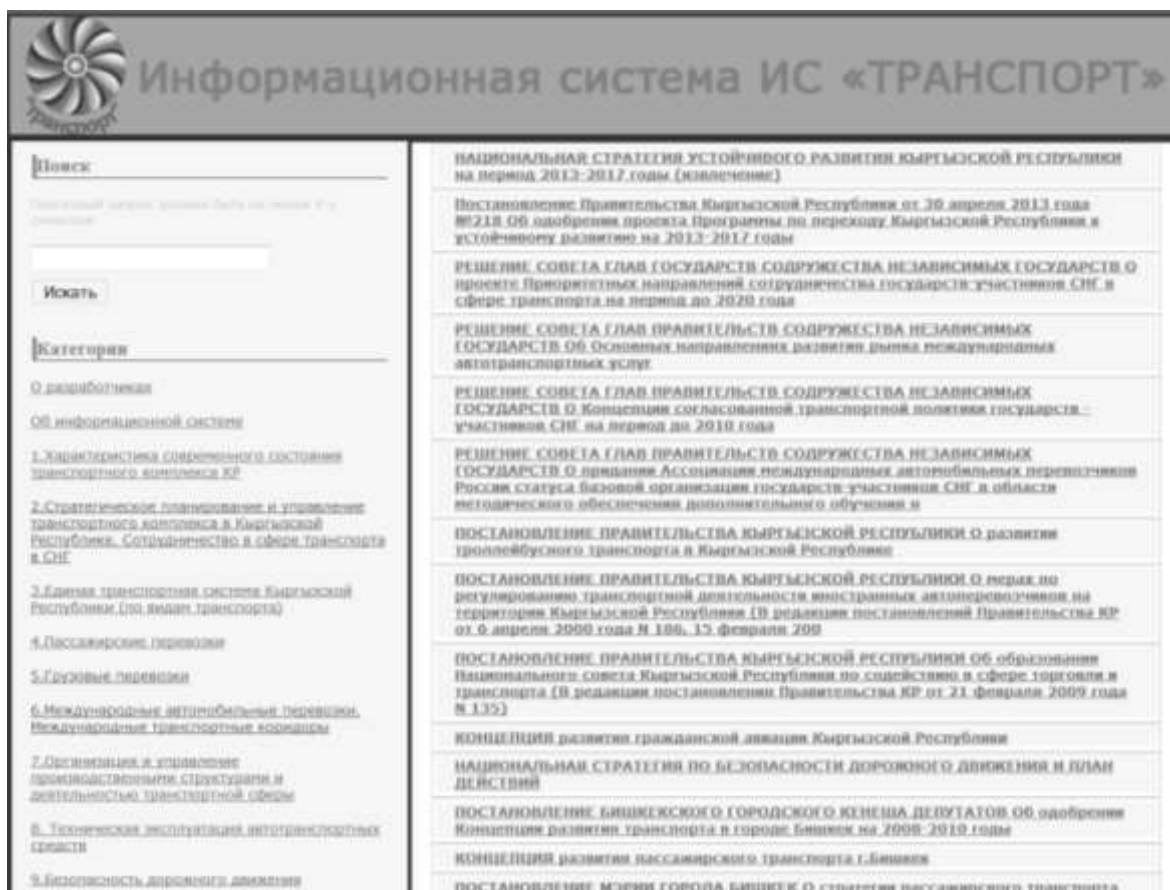 Информационная система ИС «ТРАНСПОРТ»
Транспорт
Поиск
Искать
Категории
О разработчиках
Об информационной системе
1.Характеристика современного состояния
транспортного комплекса КР
2.Стратегическое планирование и управление
транспортного комплекса в Кыргызской
Республике. Сотрудничество в сфере транспорта
в СНГ
3.Единая транспортная система Кыргызской
Республики (по видам транспорта)
4.Пассажирские перевозки
5.Грузовые перевозки
6.Международные автомобильные перевозки.
Международные транспортные коридоры
7.Организация и управление
производственными структурами и
деятельностью транспортной сферы
8. Техническая эксплуатация автотранспортных
средств
9.Безопасность дорожного движения
НАЦИОНАЛЬНАЯ СТРАТЕГИЯ УСТОЙЧИВОГО РАЗВИТИЯ КЫРГЫЗСКОЙ РЕСПУБЛИКИ
на период 2013-2017 годы (извлечение)
Постановление Правительства Кыргызской Республики от 30 апреля 2013 года
№218 Об одобрении проекта Программы по переходу Кыргызской Республики к
устойчивому развитию на 2013-2017 годы
РЕШЕНИЕ СОВЕТА ГЛАВ ГОСУДАРСТВ СОДРУЖЕСТВА НЕЗАВИСИМЫХ ГОСУДАРСТВ О
проекте Приоритетных направлений сотрудничества государств-участников СНГ в
сфере транспорта на период до 2020 года
РЕШЕНИЕ СОВЕТА ГЛАВ ПРАВИТЕЛЬСТВ СОДРУЖЕСТВА НЕЗАВИСИМЫХ
ГОСУДАРСТВ Об Основных направлениях развития рынка международных
автотранспортных услуг
РЕШЕНИЕ СОВЕТА ГЛАВ ПРАВИТЕЛЬСТВ СОДРУЖЕСТВА НЕЗАВИСИМЫХ
ГОСУДАРСТВ О Концепции согласованной транспортной политики государств -
участников СНГ на период до 2010 года
РЕШЕНИЕ СОВЕТА ГЛАВ ПРАВИТЕЛЬСТВ СОДРУЖЕСТВА НЕЗАВИСИМЫХ
ГОСУДАРСТВ О придании Ассоциации международных автомобильных перевозчиков
России статуса базовой организации государств-участников СНГ в области
методического обеспечения дополнительного обучения и
ПОСТАНОВЛЕНИЕ ПРАВИТЕЛЬСТВА КЫРГЫЗСКОЙ РЕСПУБЛИКИ О развитии
троллейбусного транспорта в Кыргызской Республике
ПОСТАНОВЛЕНИЕ ПРАВИТЕЛЬСТВА КЫРГЫЗСКОЙ РЕСПУБЛИКИ О мерах по
регулированию транспортной деятельности иностранных автоперевозчиков на
территории Кыргызской Республики (В редакции постановлений Правительства КР
от 6 апреля 2000 года N 186, 15 февраля 200
ПОСТАНОВЛЕНИЕ ПРАВИТЕЛЬСТВА КЫРГЫЗСКОЙ РЕСПУБЛИКИ Об образовании
Национального совета Кыргызской Республики по содействию в сфере торговли и
транспорта (В редакции постановления Правительства КР от 21 февраля 2009 года
N 135)
КОНЦЕПЦИЯ развития гражданской авиации Кыргызской Республики
НАЦИОНАЛЬНАЯ СТРАТЕГИЯ ПО БЕЗОПАСНОСТИ ДОРОЖНОГО ДВИЖЕНИЯ И ПЛАН
ДЕЙСТВИЙ
ПОСТАНОВЛЕНИЕ БИШКЕКСКОГО ГОРОДСКОГО КЕНЕША ДЕПУТАТОВ Об одобрении
Концепции развития транспорта в городе Бишкек на 2008-2010 годы
КОНЦЕПЦИЯ развития пассажирского транспорта г.Бишкек
ПОСТАНОВЛЕНИЕ МЭРИИ ГОРОДА БИШКЕК О стратегии пассажирского транспорта